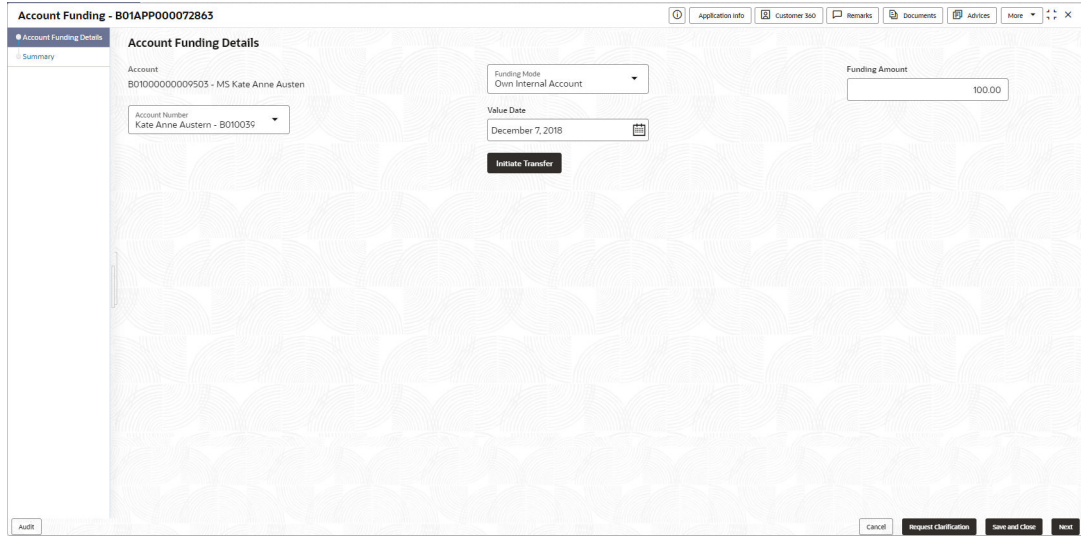 Account Funding - B01APP000072863
Application Info
Customer 360
Remarks
Documents
Advices
More
Account Funding Details
Summary
Account Funding Details
Account
B01000000009503 - MS Kate Anne Austen
Funding Mode
Own Internal Account
Funding Amount
100.00
Account Number
Kate Anne Austern - B010039
Value Date
December 7, 2018
Initiate Transfer
Audit
Cancel
Request Clarification
Save and Close
Next